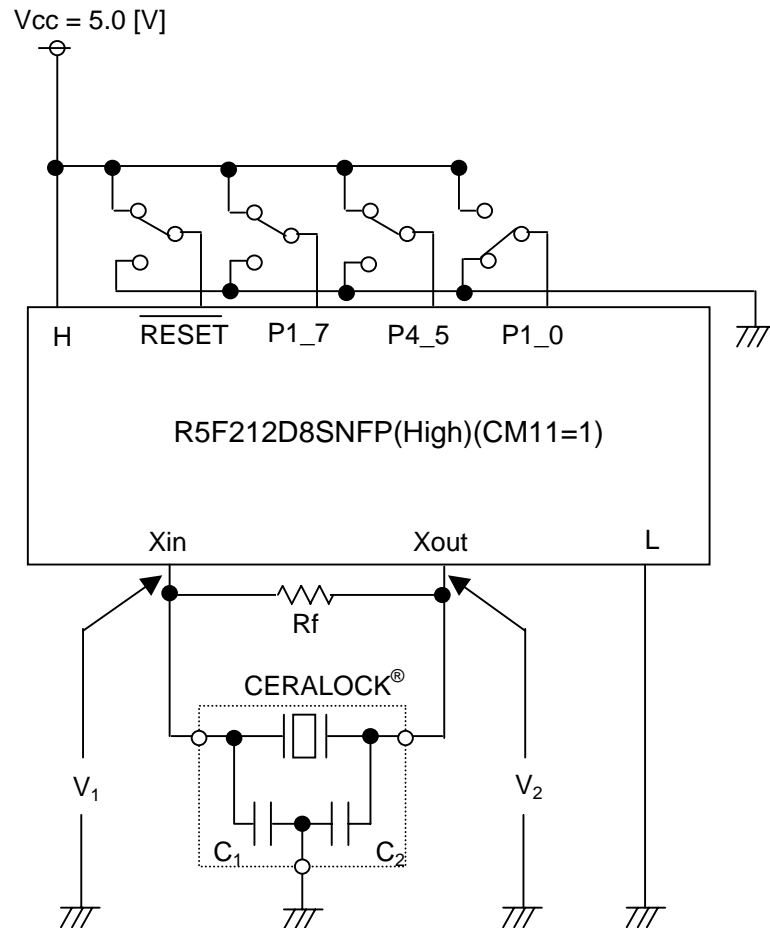 Vcc = 5.0 [V]
H RESET P1_7 P4_5 P1_0
R5F212D8SNFP(High)(CM11=1)
Xin Xout L
Rf
CERALOCK®
V1 V2
C1 C2